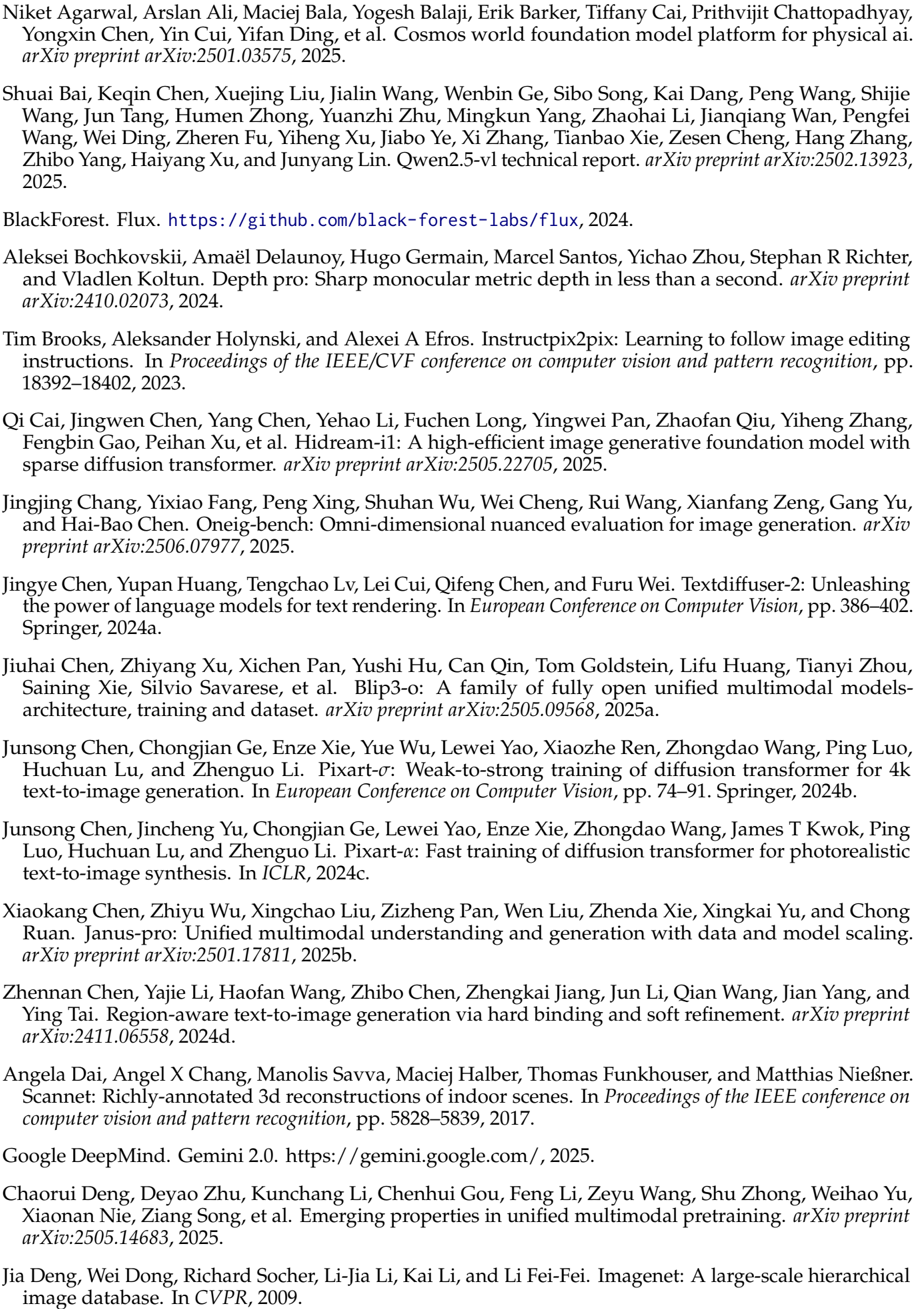 Niket Agarwal, Arslan Ali, Maciej Bala, Yogesh Balaji, Erik Barker, Tiffany Cai, Prithvijit Chattopadhyay,
Yongxin Chen, Yin Cui, Yifan Ding, et al. Cosmos world foundation model platform for physical ai.
arXiv preprint arXiv:2501.03575, 2025.
Shuai Bai, Keqin Chen, Xuejing Liu, Jialin Wang, Wenbin Ge, Sibo Song, Kai Dang, Peng Wang, Shijie
Wang, Jun Tang, Humen Zhong, Yuanzhi Zhu, Mingkun Yang, Zhaohai Li, Jianqiang Wan, Pengfei
Wang, Wei Ding, Zheren Fu, Yiheng Xu, Jiabo Ye, Xi Zhang, Tianbao Xie, Zesen Cheng, Hang Zhang,
Zhibo Yang, Haiyang Xu, and Junyang Lin. Qwen2.5-vl technical report. arXiv preprint arXiv:2502.13923,
2025.
BlackForest. Flux. https://github.com/black-forest-labs/flux, 2024.
Aleksei Bochkovskii, Amaël Delaunoy, Hugo Germain, Marcel Santos, Yichao Zhou, Stephan R Richter,
and Vladlen Koltun. Depth pro: Sharp monocular metric depth in less than a second. arXiv preprint
arXiv:2410.02073, 2024.
Tim Brooks, Aleksander Holynski, and Alexei A Efros. Instructpix2pix: Learning to follow image editing
instructions. In Proceedings of the IEEE/CVF conference on computer vision and pattern recognition, pp.
18392–18402, 2023.
Qi Cai, Jingwen Chen, Yang Chen, Yehao Li, Fuchen Long, Yingwei Pan, Zhaofan Qiu, Yiheng Zhang,
Fengbin Gao, Peihan Xu, et al. Hidream-i1: A high-efficient image generative foundation model with
sparse diffusion transformer. arXiv preprint arXiv:2505.22705, 2025.
Jingjing Chang, Yixiao Fang, Peng Xing, Shuhan Wu, Wei Cheng, Rui Wang, Xianfang Zeng, Gang Yu,
and Hai-Bao Chen. Oneig-bench: Omni-dimensional nuanced evaluation for image generation. arXiv
preprint arXiv:2506.07977, 2025.
Jingye Chen, Yupan Huang, Tengchao Lv, Lei Cui, Qifeng Chen, and Furu Wei. Textdiffuser-2: Unleashing
the power of language models for text rendering. In European Conference on Computer Vision, pp. 386–402.
Springer, 2024a.
Jiuhai Chen, Zhiyang Xu, Xichen Pan, Yushi Hu, Can Qin, Tom Goldstein, Lifu Huang, Tianyi Zhou,
Saining Xie, Silvio Savarese, et al. Blip3-o: A family of fully open unified multimodal models-
architecture, training and dataset. arXiv preprint arXiv:2505.09568, 2025a.
Junsong Chen, Chongjian Ge, Enze Xie, Yue Wu, Lewei Yao, Xiaozhe Ren, Zhongdao Wang, Ping Luo,
Huchuan Lu, and Zhenguo Li. Pixart-σ: Weak-to-strong training of diffusion transformer for 4k
text-to-image generation. In European Conference on Computer Vision, pp. 74–91. Springer, 2024b.
Junsong Chen, Jincheng Yu, Chongjian Ge, Lewei Yao, Enze Xie, Zhongdao Wang, James T Kwok, Ping
Luo, Huchuan Lu, and Zhenguo Li. Pixart-α: Fast training of diffusion transformer for photorealistic
text-to-image synthesis. In ICLR, 2024c.
Xiaokang Chen, Zhiyu Wu, Xingchao Liu, Zizheng Pan, Wen Liu, Zhenda Xie, Xingkai Yu, and Chong
Ruan. Janus-pro: Unified multimodal understanding and generation with data and model scaling.
arXiv preprint arXiv:2501.17811, 2025b.
Zhennan Chen, Yajie Li, Haofan Wang, Zhibo Chen, Zhengkai Jiang, Jun Li, Qian Wang, Jian Yang, and
Ying Tai. Region-aware text-to-image generation via hard binding and soft refinement. arXiv preprint
arXiv:2411.06558, 2024d.
Angela Dai, Angel X Chang, Manolis Savva, Maciej Halber, Thomas Funkhouser, and Matthias Nießner.
Scannet: Richly-annotated 3d reconstructions of indoor scenes. In Proceedings of the IEEE conference on
computer vision and pattern recognition, pp. 5828–5839, 2017.
Google DeepMind. Gemini 2.0. https://gemini.google.com/, 2025.
Chaorui Deng, Deyao Zhu, Kunchang Li, Chenhui Gou, Feng Li, Zeyu Wang, Shu Zhong, Weihao Yu,
Xiaonan Nie, Ziang Song, et al. Emerging properties in unified multimodal pretraining. arXiv preprint
arXiv:2505.14683, 2025.
Jia Deng, Wei Dong, Richard Socher, Li-Jia Li, Kai Li, and Li Fei-Fei. Imagenet: A large-scale hierarchical
image database. In CVPR, 2009.